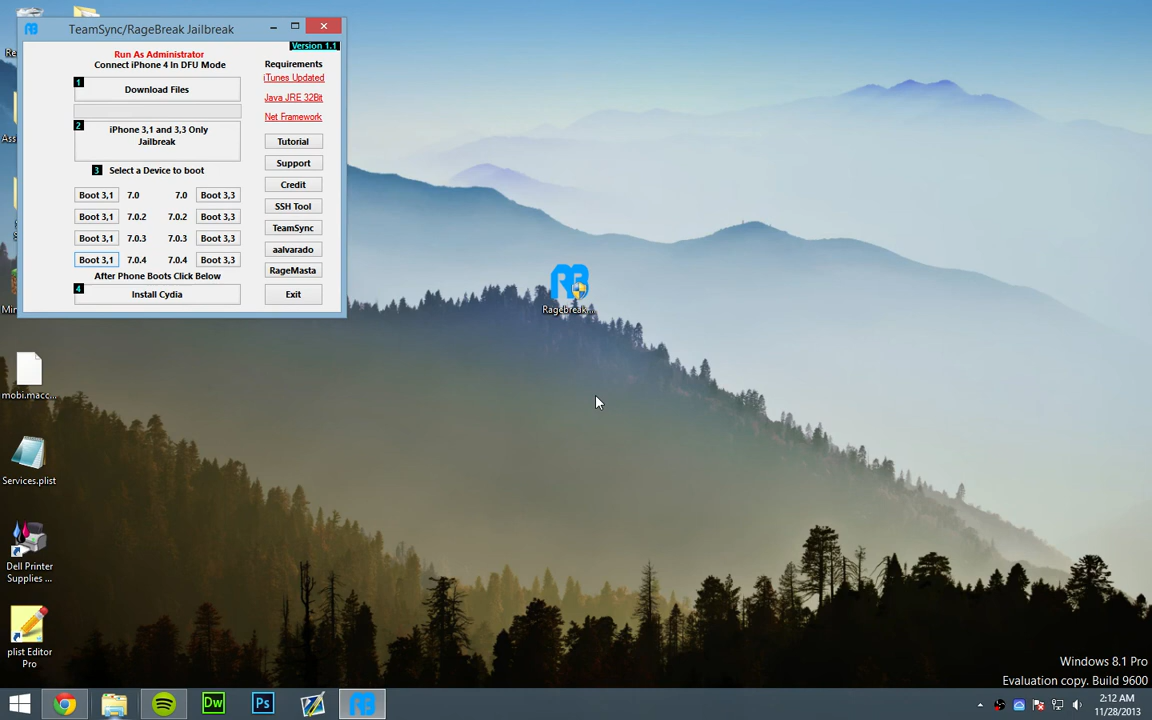 TeamSync/RageBreak Jailbreak
Version 1.1
Run As Administrator
Connect iPhone 4 In DFU Mode
1
Download Files
2
iPhone 3,1 and 3,3 Only
Jailbreak
3 Select a Device to boot
Boot 3,1 7.0 7.0 Boot 3,3
Boot 3,1 7.0.2 7.0.2 Boot 3,3
Boot 3,1 7.0.3 7.0.3 Boot 3,3
Boot 3,1 7.0.4 7.0.4 Boot 3,3
After Phone Boots Click Below
4
Install Cydia
Requirements
iTunes Updated
Java JRE 32Bit
Net Framework
Tutorial
Support
Credit
SSH Tool
TeamSync
aalvarado
RageMasta
Exit
Ragebreak...
mobi.macc...
Services.plist
Dell Printer
Supplies ...
plist Editor
Pro
Windows 8.1 Pro
Evaluation copy. Build 9600
Dw
Ps
2:12 AM
11/28/2013